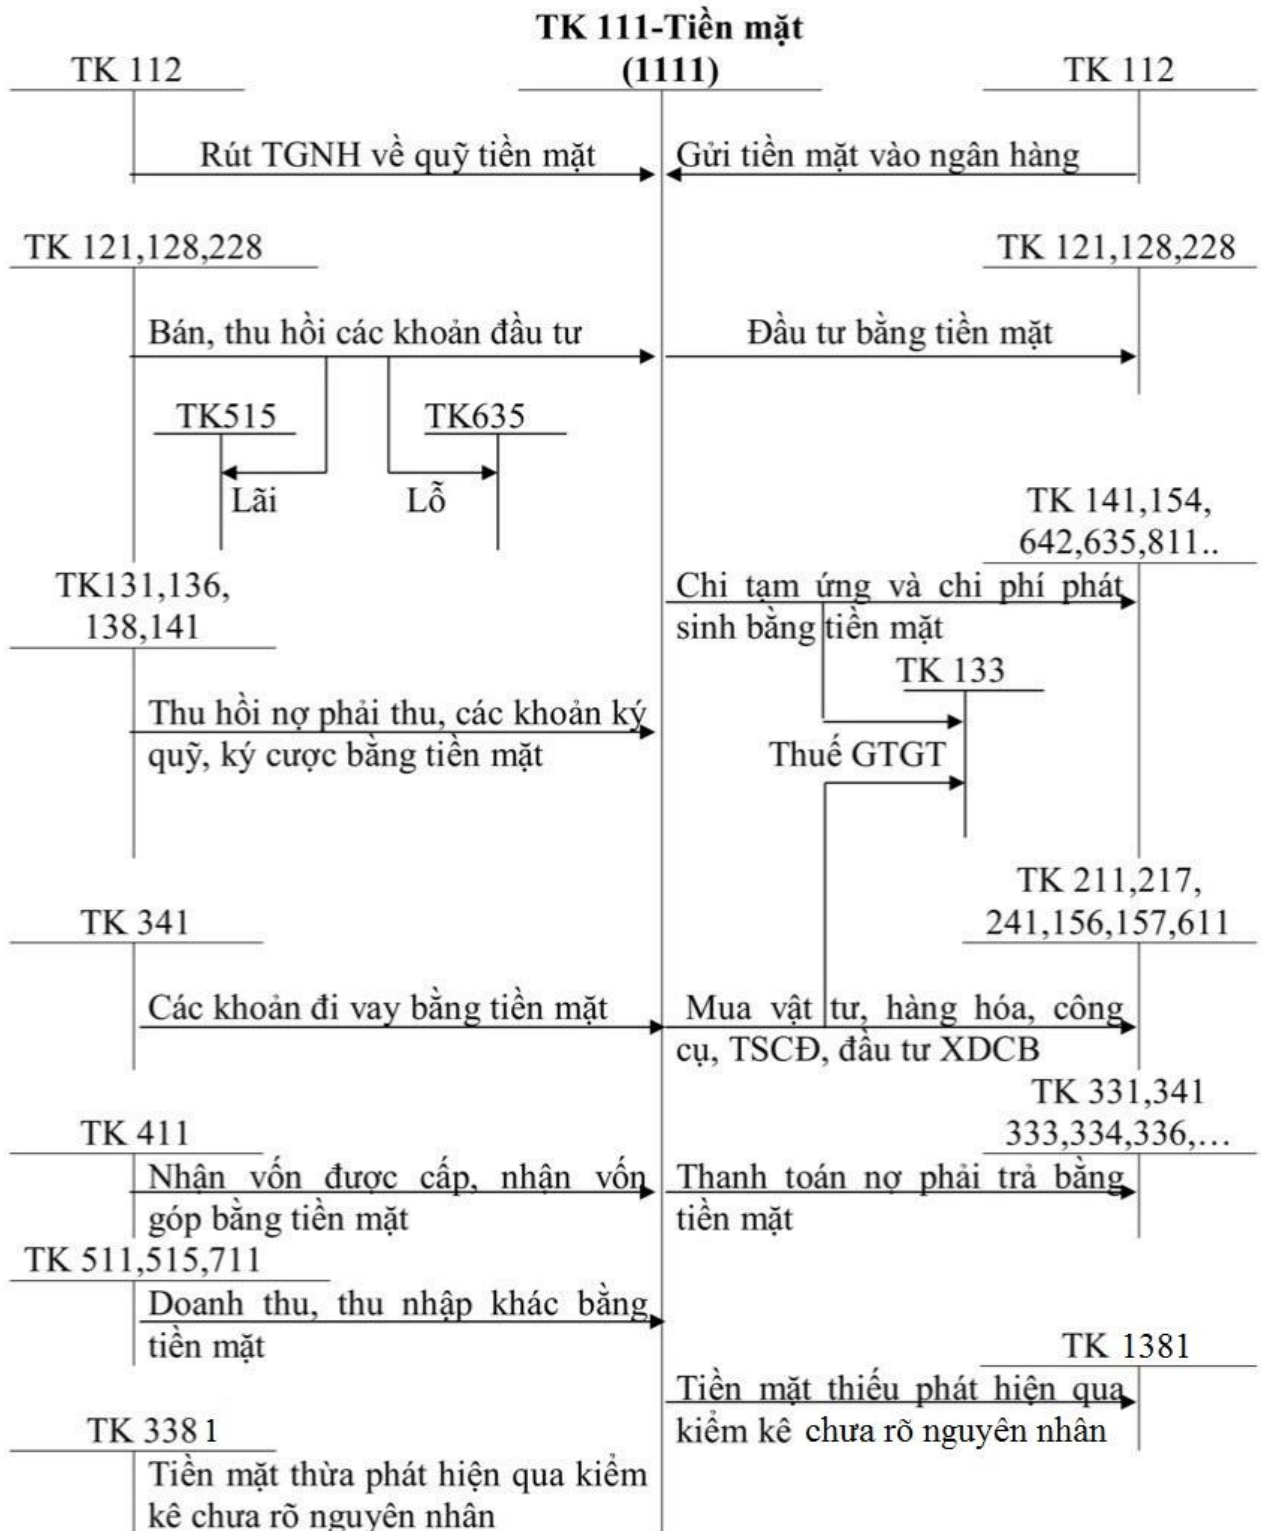 TK 111-Tiền mặt
(1111)
TK 112
TK 112
Rút TGNH về quỹ tiền mặt
Gửi tiền mặt vào ngân hàng
TK 121,128,228
TK 121,128,228
Bán, thu hồi các khoản đầu tư
Đầu tư bằng tiền mặt
TK515
TK635
Lãi
Lỗ
TK 141,154,
642,635,811..
TK131,136,
138,141
Chi tạm ứng và chi phí phát
sinh bằng tiền mặt
TK 133
Thu hồi nợ phải thu, các khoản ký
quỹ, ký cược bằng tiền mặt
Thuế GTGT
TK 211,217,
241,156,157,611
TK 341
Các khoản đi vay bằng tiền mặt
Mua vật tư, hàng hóa, công
cụ, TSCĐ, đầu tư XDCB
TK 331,341
333,334,336,...
TK 411
Nhận vốn được cấp, nhận vốn
góp bằng tiền mặt
Thanh toán nợ phải trả bằng
tiền mặt
TK 511,515,711
Doanh thu, thu nhập khác bằng
tiền mặt
TK 1381
Tiền mặt thiếu phát hiện qua
kiểm kê chưa rõ nguyên nhân
TK 3381
Tiền mặt thừa phát hiện qua kiểm
kê chưa rõ nguyên nhân